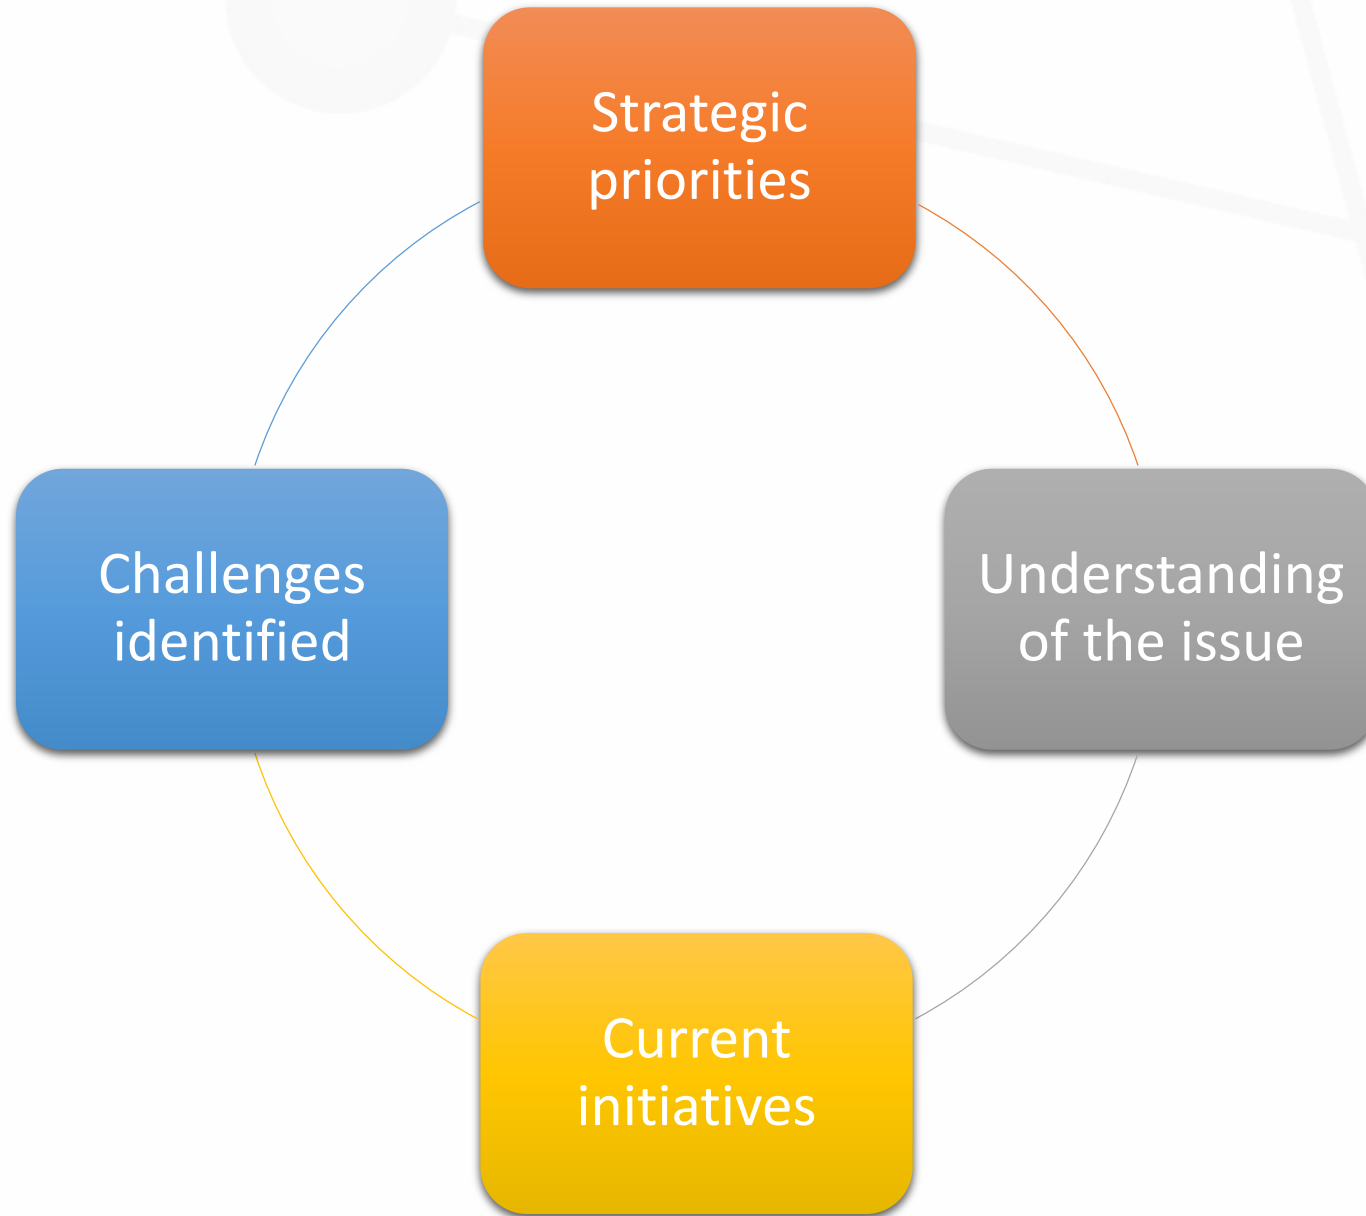 Strategic
priorities
Challenges
identified
Understanding
of the issue
Current
initiatives